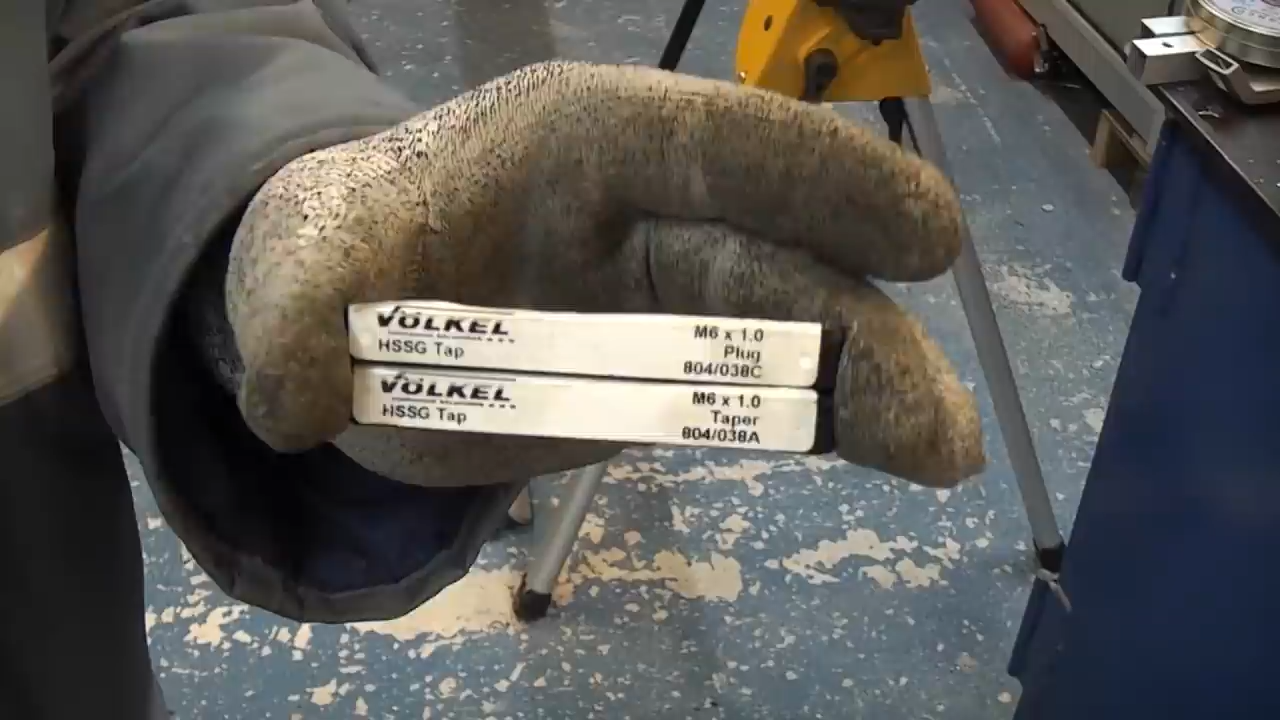 VÖLKEL
HSSG Tap
M6 x 1.0
Plug
804/038C
VÖLKEL
HSSG Tap
M6 x 1.0
Taper
804/038A